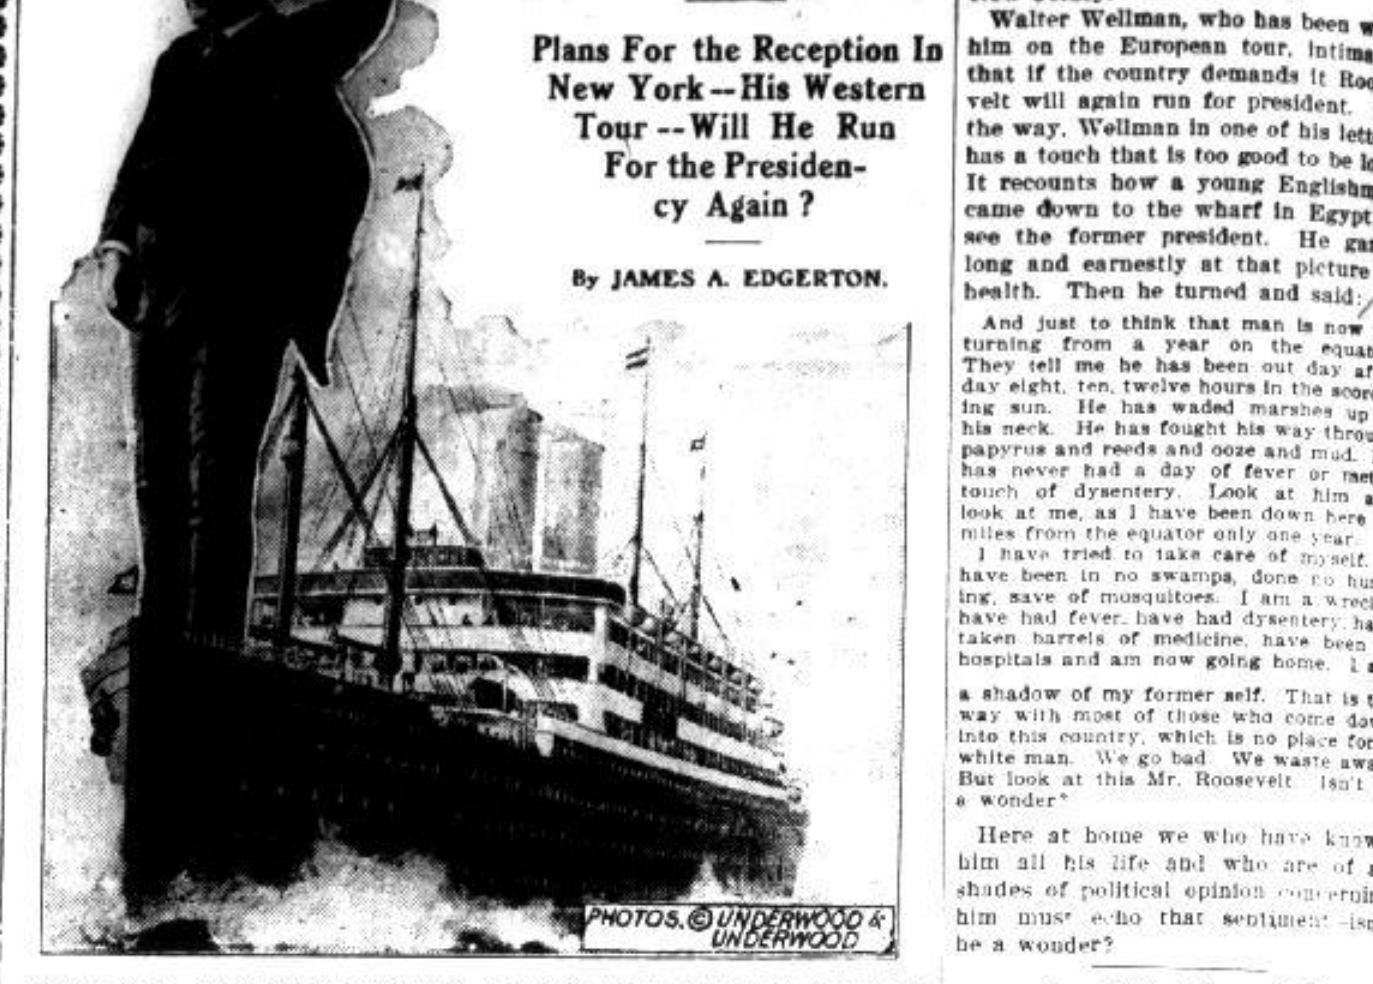 Plans For the Reception In
New York--His Western
Tour--Will He Run
For the Presiden-
cy Again?
By JAMES A. EDGERTON.
PHOTOS. © UNDERWOOD &
UNDERWOOD
Walter Wellman, who has been
him on the European tour, intima
that if the country demands it Roo
velt will again run for president.
the way, Wellman in one of his lett
has a touch that is too good to be lo
It recounts how a young Englishm
came down to the wharf in Egypt
see the former president. He ga
long and earnestly at that picture
health. Then he turned and said:
And just to think that man is now
turning from a year on the equat
They tell me he has been out day af
day eight, ten, twelve hours in the scor
ing sun. He has waded marshes up
his neck. He has fought his way throu
papyrus and reeds and ooze and mud.
has never had a day of fever or
touch of dysentery. Look at him a
look at me, as I have been down here
miles from the equator only one year.
I have tried to take care of myself.
have been in no swamps, done no hu
ing, save of mosquitoes. I am a wreck
have had fever, have had dysentery, ha
taken barrels of medicine, have been
hospitals and am now going home. I
a shadow of my former self. That is t
way with most of those who come do
into this country, which is no place for
white man. We go bad. We waste awa
But look at this Mr. Roosevelt. Isn't
a wonder?
Here at home we who have know
him all his life and who are of a
shades of political opinion concernin
him must echo that sentiment--isn
he a wonder?